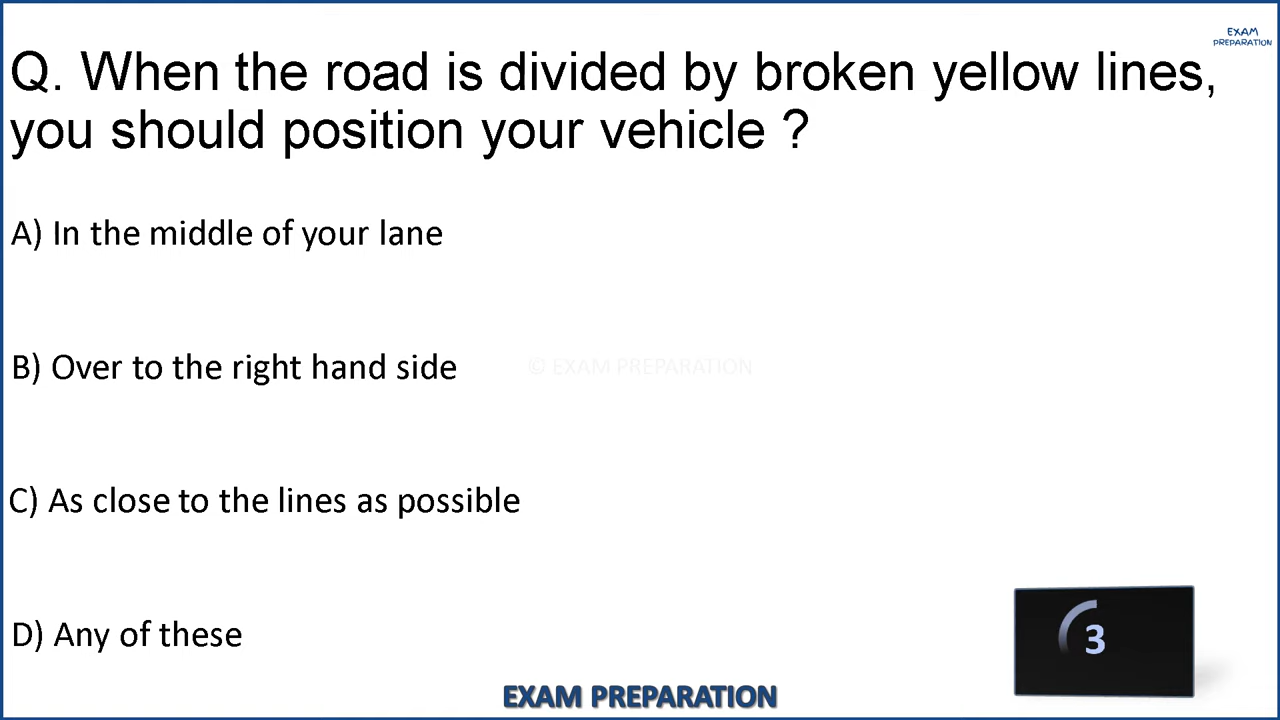 EXAM
PREPARATION
Q. When the road is divided by broken yellow lines,
you should position your vehicle ?
A) In the middle of your lane
B) Over to the right hand side
© EXAM PREPARATION
C) As close to the lines as possible
D) Any of these
3
EXAM PREPARATION